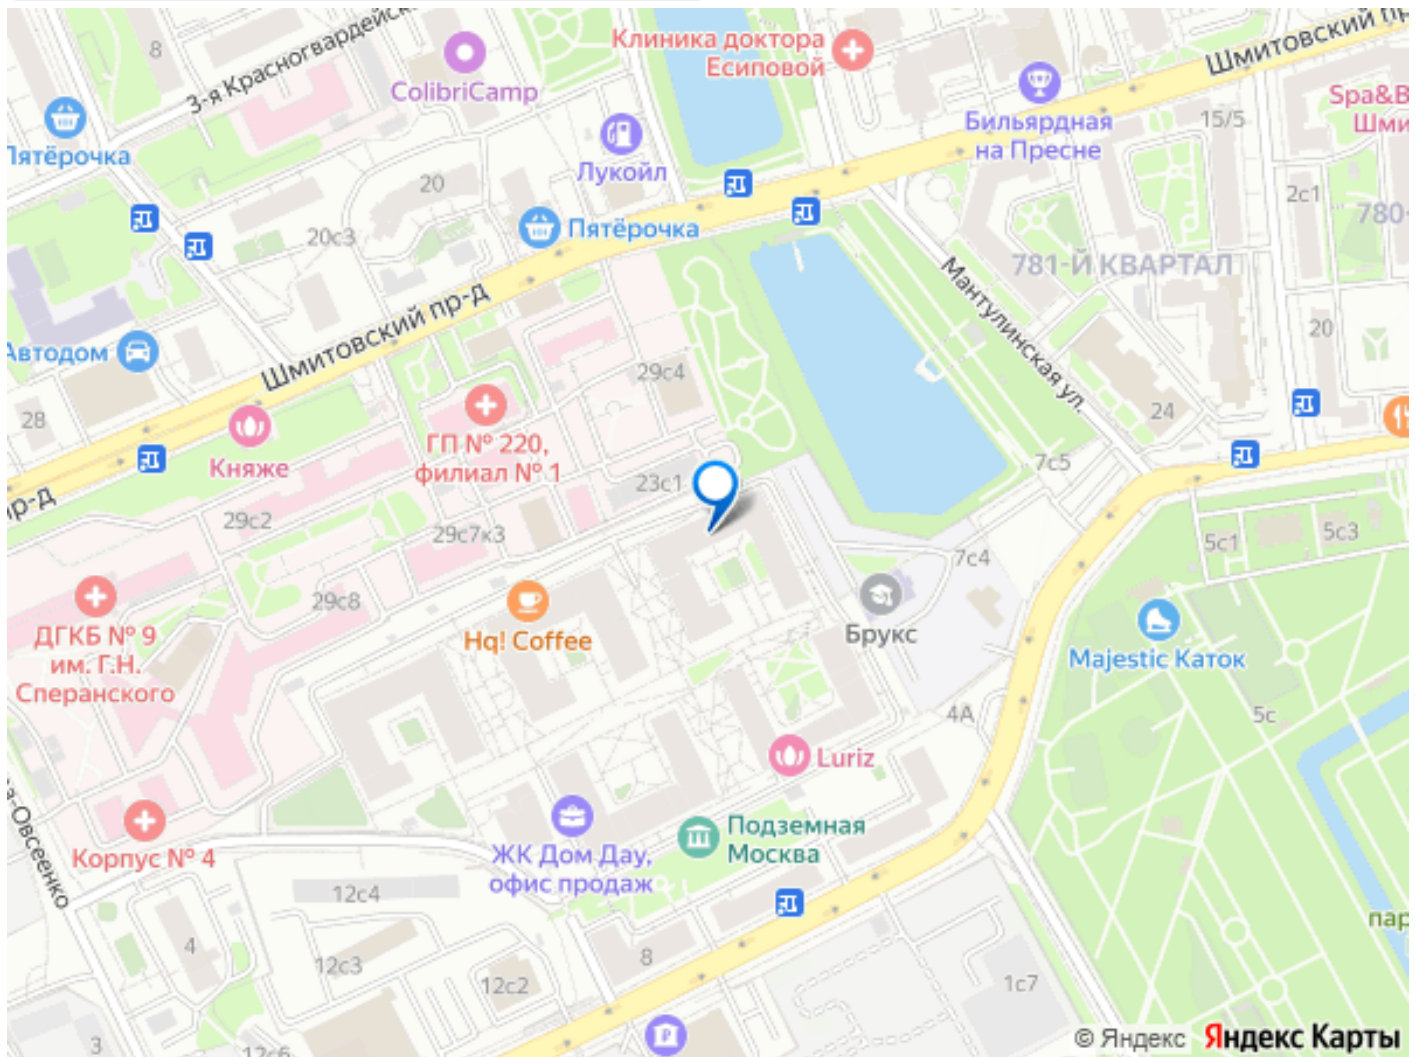 8
3-я Красногвардейск
ColibriCamp
Клиника доктора
Есиповой
Шмитовский пр
Бильярдная
на Пресне
15/5
Spa&B
Шми
Пятёрочка
Лукойл
20
20с3
Пятёрочка
2с1
780-
781-Й КВАРТАЛ
Мантулинская ул.
Шмитовский пр-д
Автодом
28
29с4
20
24
Княже
ГП № 220,
филиал № 1
23с1
7с5
пр-д
29с2
29с7к3
7с4
5с1
5с3
29с8
ДГКБ № 9
им. Г.Н.
Сперанского
Hq! Coffee
Брукс
Majestic Каток
4А
5с
Luriz
а-Овсеенко
Корпус № 4
ЖК Дом Дау,
офис продаж
Подземная
Москва
12с4
4
12с3
12с2
8
1с7
пар
3
12с6
© Яндекс Яндекс Карты